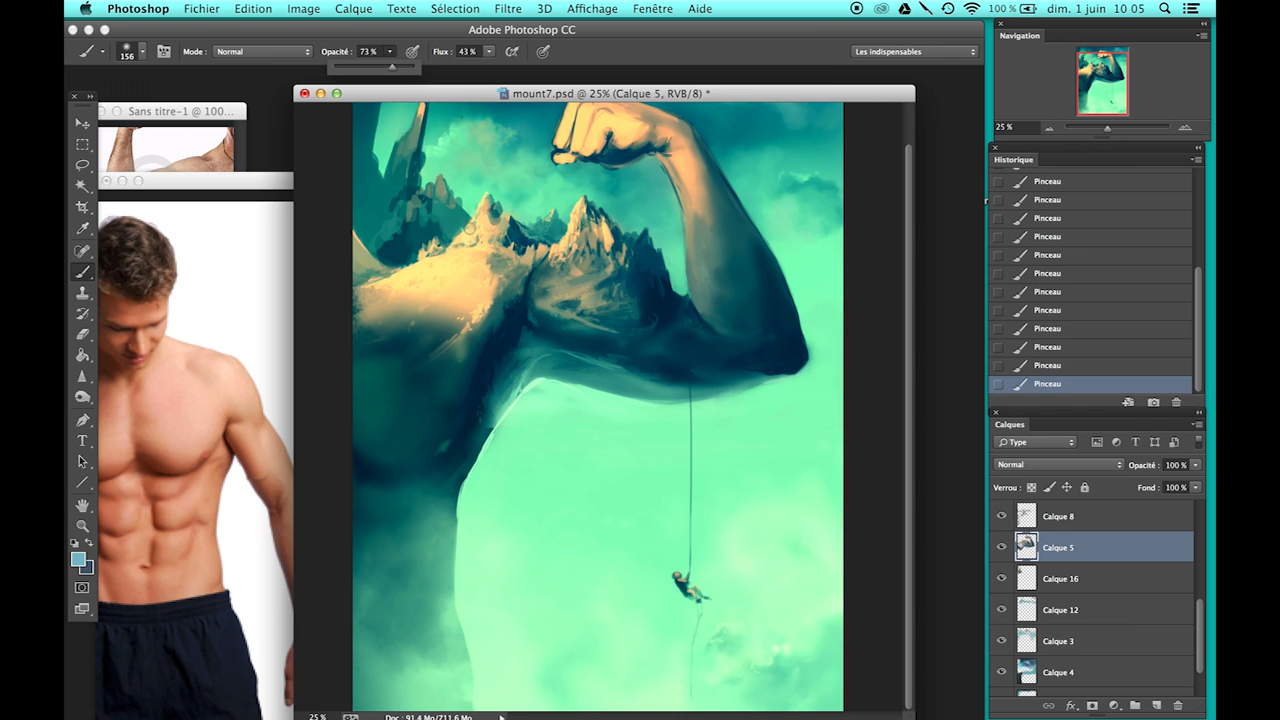 Photoshop Fichier Edition Image Calque Texte Sélection Filtre 3D Affichage Fenêtre Aide 100 % dim. 1 juin 10 05
Adobe Photoshop CC
156 Mode : Normal Opacité : 73 % Flux : 43 % Les indispensables
Navigation
25 %
Sans titre-1 @ 100...
mount7.psd @ 25% (Calque 5, RVB/8) *
Historique
Pinceau
Pinceau
Pinceau
Pinceau
Pinceau
Pinceau
Pinceau
Pinceau
Pinceau
Pinceau
Pinceau
Pinceau
Calques
Type
Normal Opacité : 100 %
Verrou : Fond : 100 %
Calque 8
Calque 5
Calque 16
Calque 12
Calque 3
Calque 4
25 % Doc : 91,4 Mo/711,6 Mo